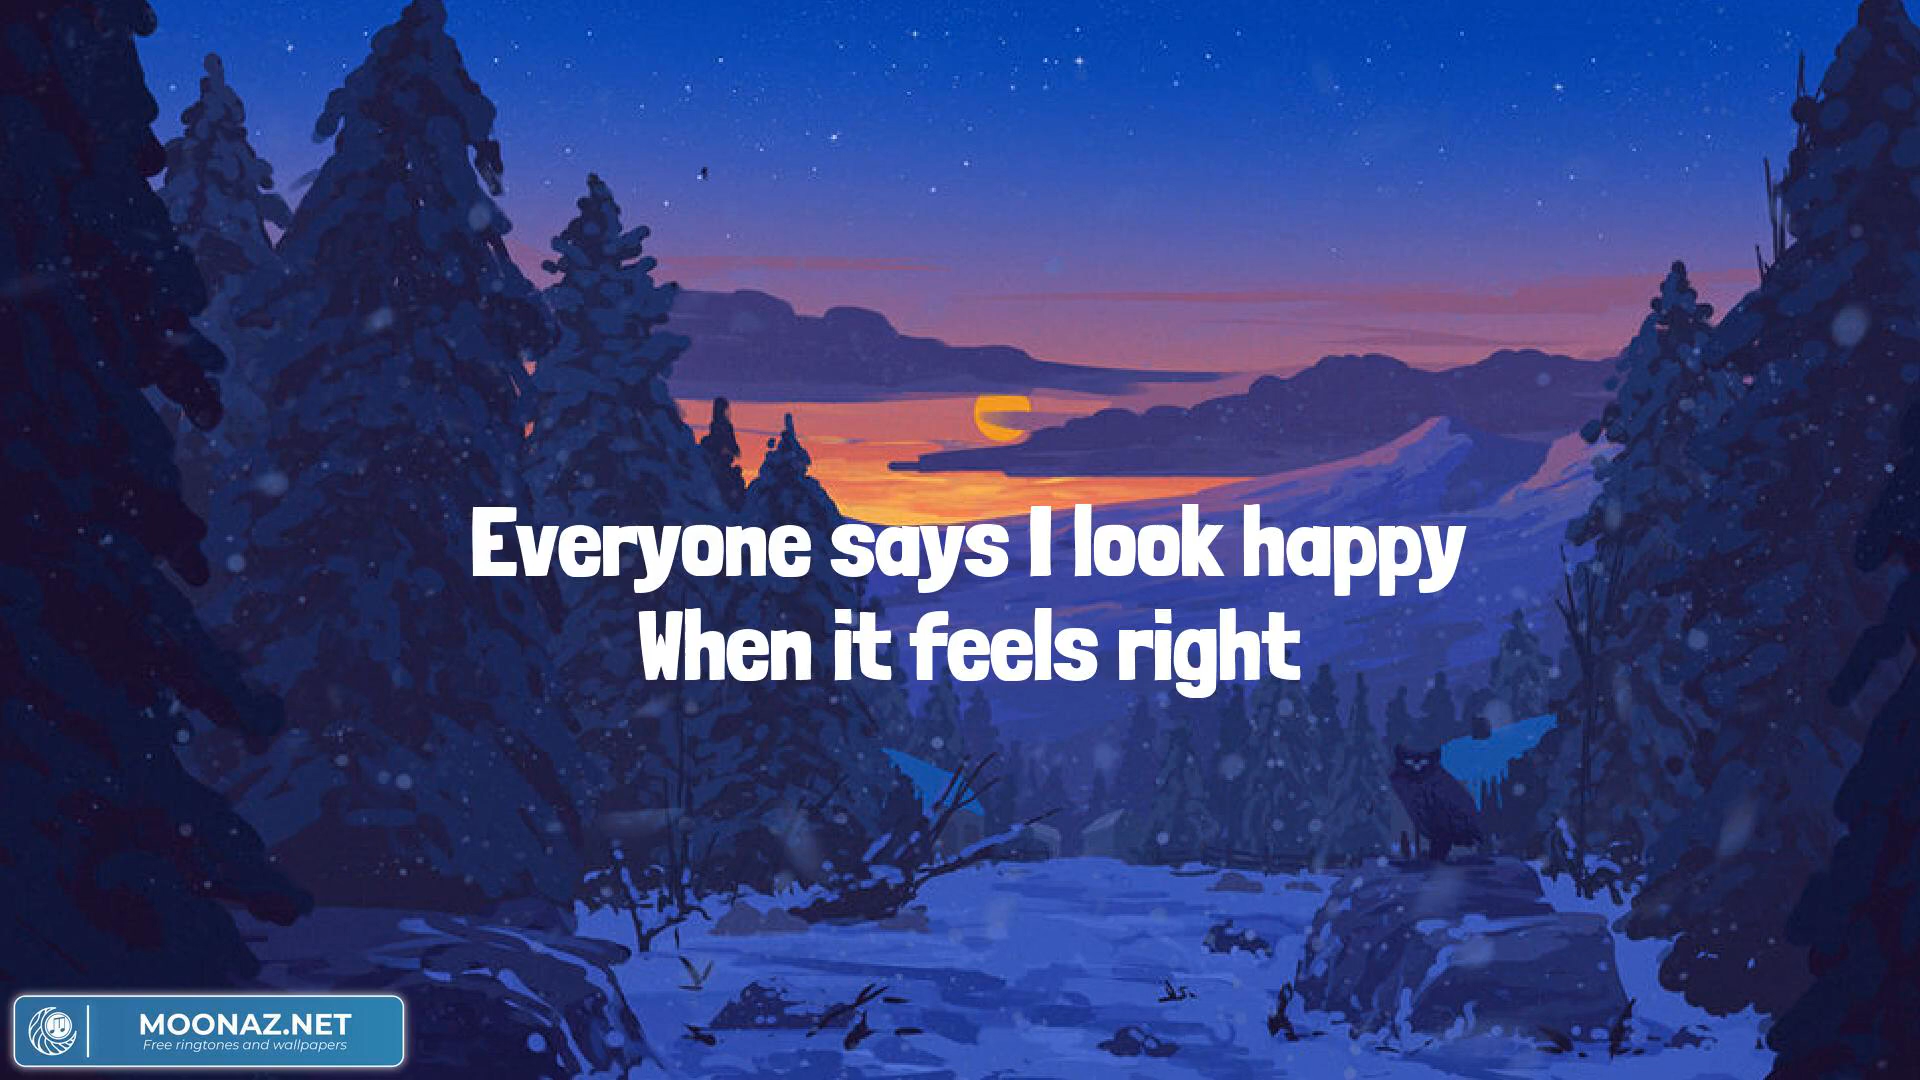 Everyone says I look happy
When it feels right
MOONAZ.NET
Free ringtones and wallpapers